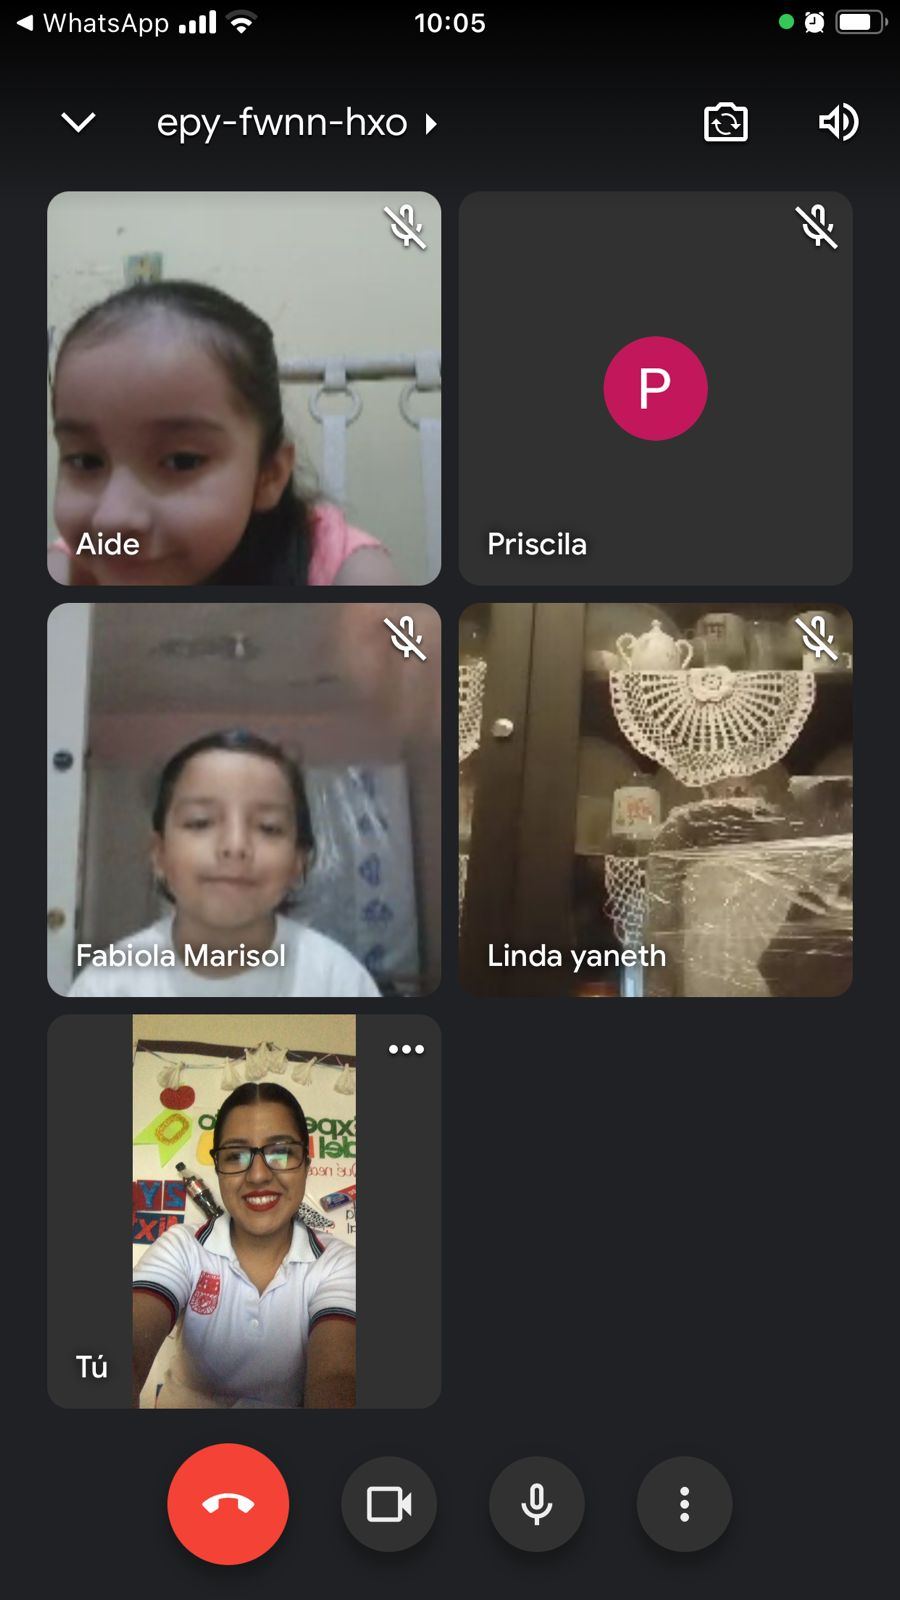 WhatsApp 10:05
epy-fwnn-hxo
Aide
P
Priscila
Fabiola Marisol
Linda yaneth
Tú